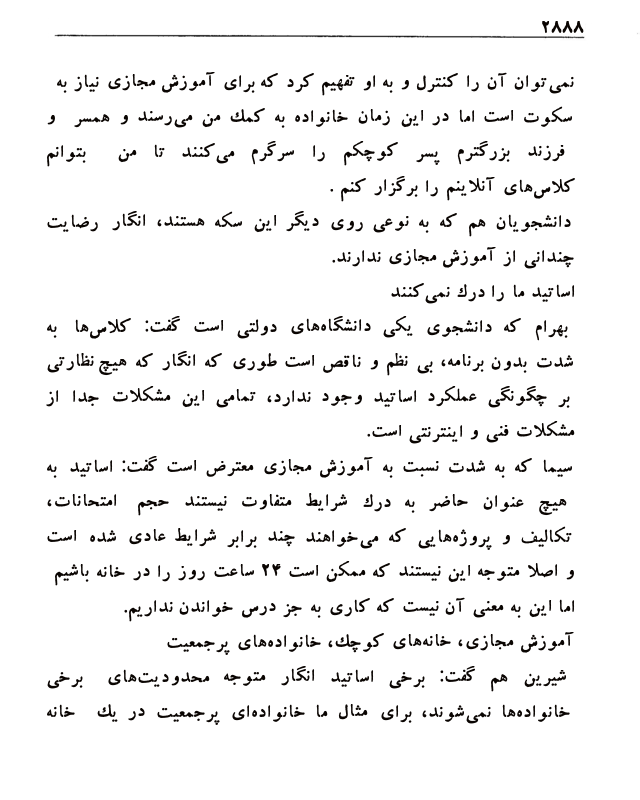 ۲۸۸۸
نمی‌توان آن را کنترل و به او تفهیم کرد که برای آموزش مجازی نیاز به
سکوت است اما در این زمان خانواده به کمک من می‌رسند و همسر و
فرزند بزرگترم پسر کوچکم را سرگرم می‌کنند تا من بتوانم
کلاس‌های آنلاینم را برگزار کنم .
دانشجویان هم که به نوعی روی دیگر این سکه هستند، انگار رضایت
چندانی از آموزش مجازی ندارند.
اساتید ما را درک نمی‌کنند
بهرام که دانشجوی یکی دانشگاه‌های دولتی است گفت: کلاس‌ها به
شدت بدون برنامه، بی نظم و ناقص است طوری که انگار که هیچ نظارتی
بر چگونگی عملکرد اساتید وجود ندارد، تمامی این مشکلات جدا از
مشکلات فنی و اینترنتی است.
سیما که به شدت نسبت به آموزش مجازی معترض است گفت: اساتید به
هیچ عنوان حاضر به درک شرایط متفاوت نیستند حجم امتحانات،
تکالیف و پروژه‌هایی که می‌خواهند چند برابر شرایط عادی شده است
و اصلا متوجه این نیستند که ممکن است ۲۴ ساعت روز را در خانه باشیم
اما این به معنی آن نیست که کاری به جز درس خواندن نداریم.
آموزش مجازی، خانه‌های کوچک، خانواده‌های پرجمعیت
شیرین هم گفت: برخی اساتید انگار متوجه محدودیت‌های برخی
خانواده‌ها نمی‌شوند، برای مثال ما خانواده‌ای پرجمعیت در یک خانه